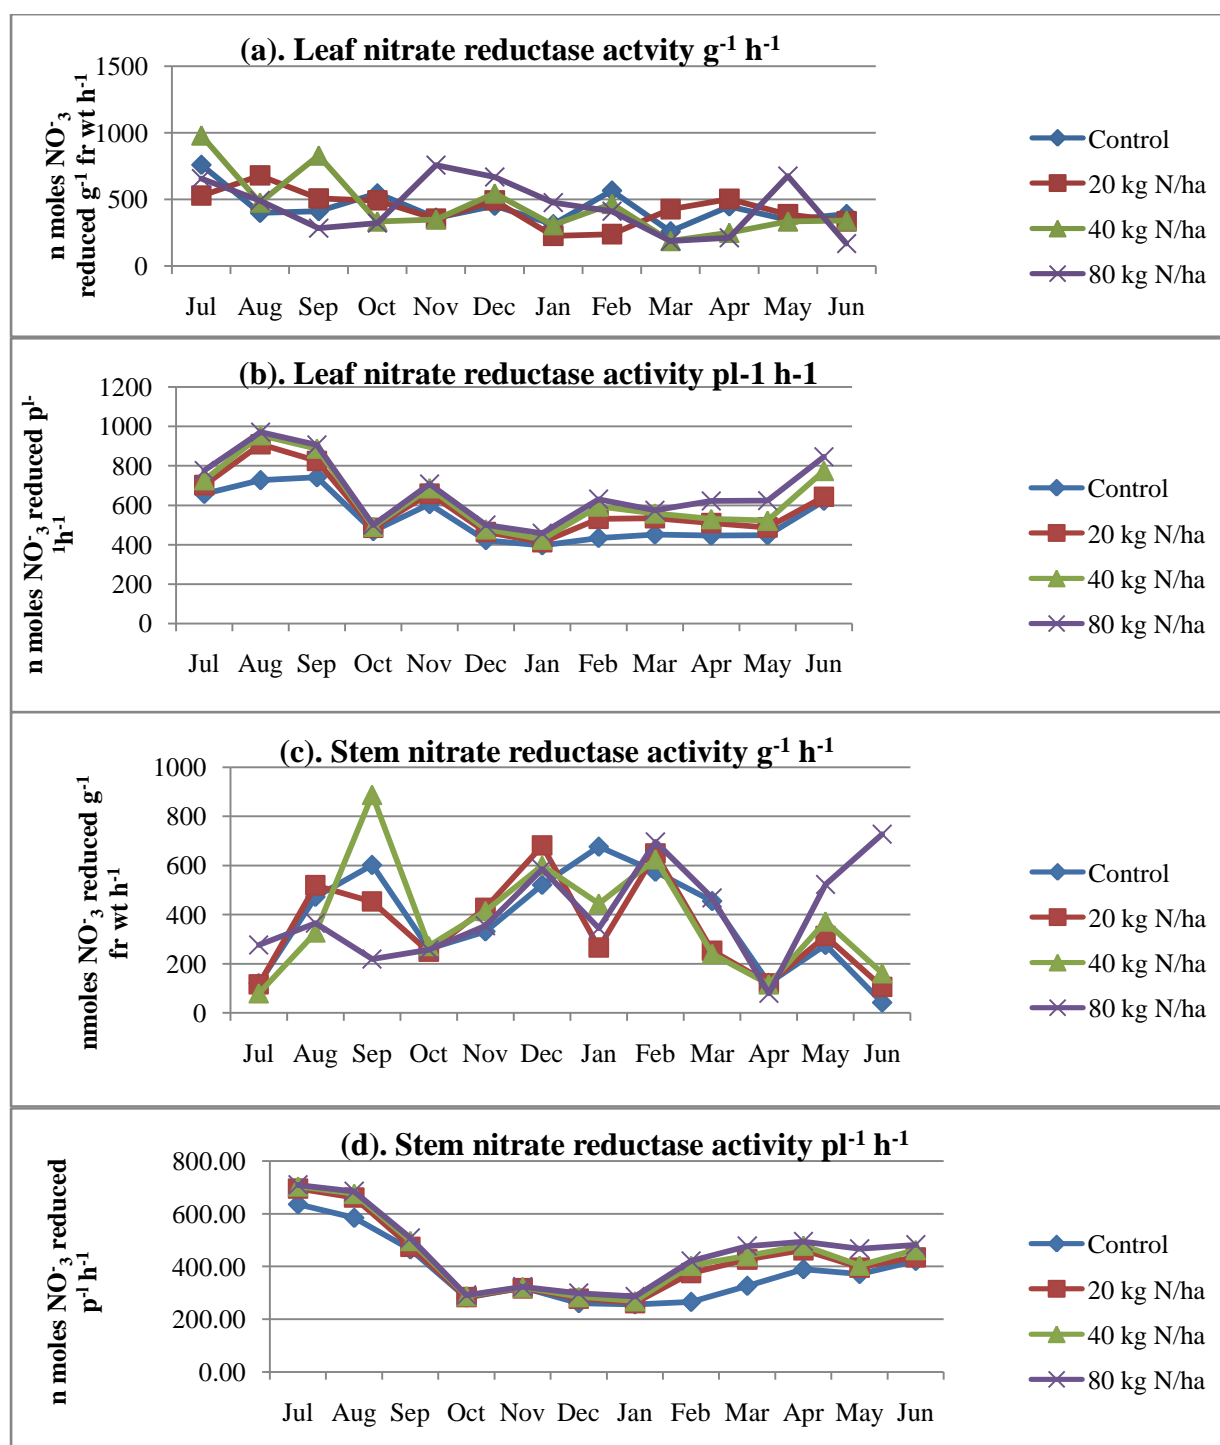 (a). Leaf nitrate reductase actvity g⁻¹ h⁻¹
n moles NO⁻₃
reduced g⁻¹ fr wt h⁻¹
1500
1000
500
0
Jul Aug Sep Oct Nov Dec Jan Feb Mar Apr May Jun
Control
20 kg N/ha
40 kg N/ha
80 kg N/ha
(b). Leaf nitrate reductase activity pl-1 h-1
n moles NO⁻₃ reduced pˡ⁻
¹h⁻¹
1200
1000
800
600
400
200
0
Jul Aug Sep Oct Nov Dec Jan Feb Mar Apr May Jun
Control
20 kg N/ha
40 kg N/ha
80 kg N/ha
(c). Stem nitrate reductase activity g⁻¹ h⁻¹
nmoles NO⁻₃ reduced g⁻¹
fr wt h⁻¹
1000
800
600
400
200
0
Jul Aug Sep Oct Nov Dec Jan Feb Mar Apr May Jun
Control
20 kg N/ha
40 kg N/ha
80 kg N/ha
(d). Stem nitrate reductase activity pl⁻¹ h⁻¹
n moles NO⁻₃ reduced
p⁻ˡ h⁻¹
800.00
600.00
400.00
200.00
0.00
Jul Aug Sep Oct Nov Dec Jan Feb Mar Apr May Jun
Control
20 kg N/ha
40 kg N/ha
80 kg N/ha